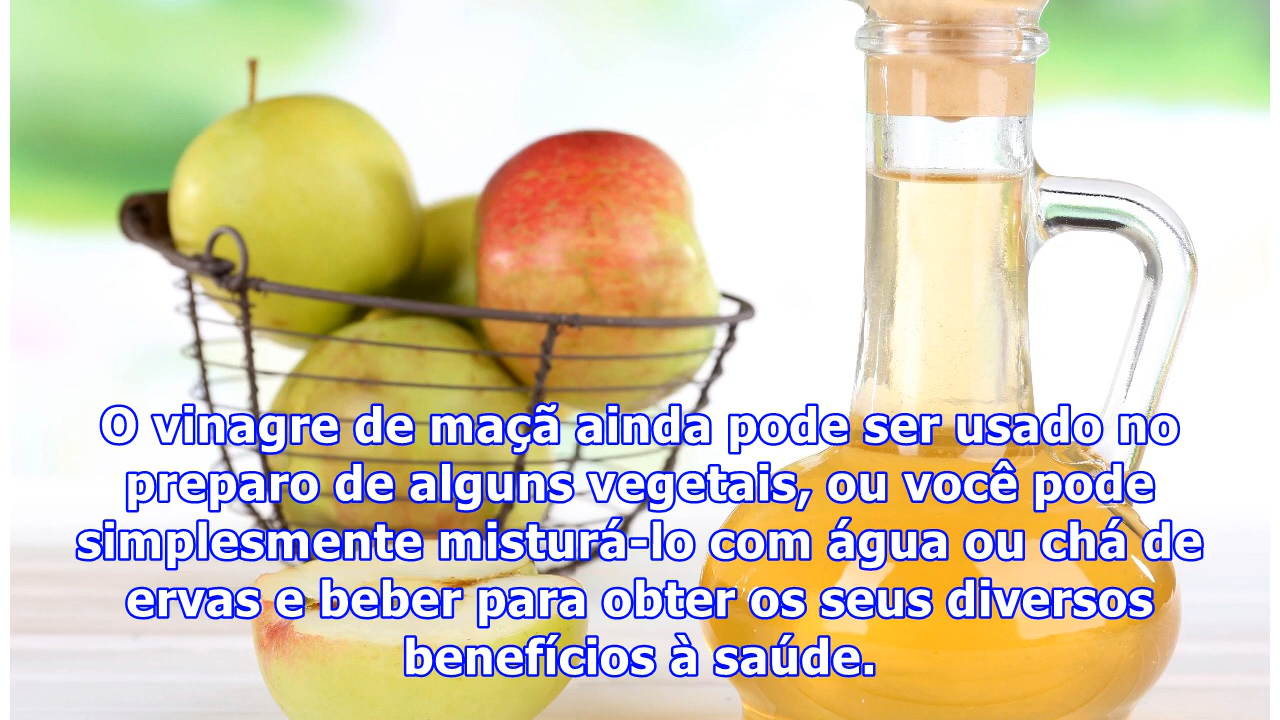 O vinagre de maçã ainda pode ser usado no
preparo de alguns vegetais, ou você pode
simplesmente misturá-lo com água ou chá de
ervas e beber para obter os seus diversos
benefícios à saúde.